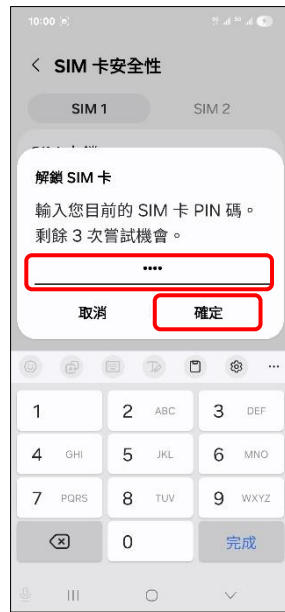 10:00
SIM 卡安全性
SIM 1 SIM 2
解鎖 SIM 卡
輸入您目前的 SIM 卡 PIN 碼。
剩餘 3 次嘗試機會。
••••
取消 確定
1 2 ABC 3 DEF
4 GHI 5 JKL 6 MNO
7 PQRS 8 TUV 9 WXYZ
0 完成